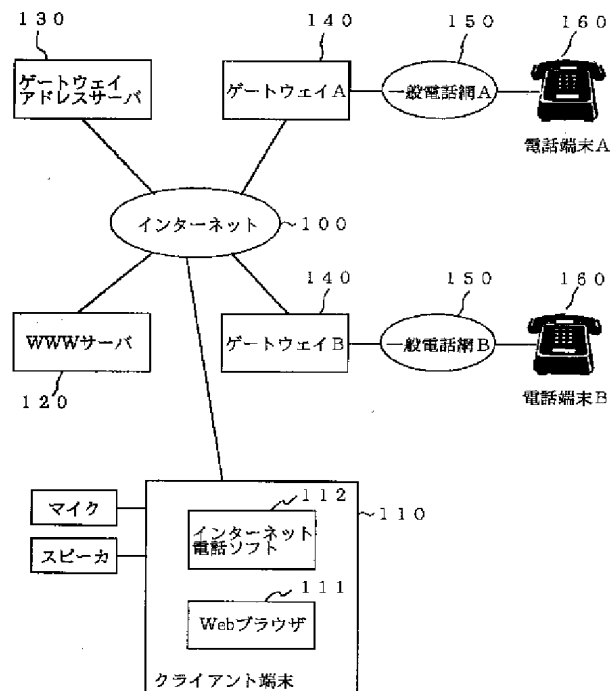 １３０
１４０
１５０
１６０
ゲートウェイ
アドレスサーバ
ゲートウェイＡ
一般電話網Ａ
電話端末Ａ
インターネット
１００
１４０
１５０
１６０
WWWサーバ
ゲートウェイＢ
一般電話網Ｂ
１２０
電話端末Ｂ
１１２
マイク
１１０
インターネット
電話ソフト
スピーカ
１１１
Webブラウザ
クライアント端末